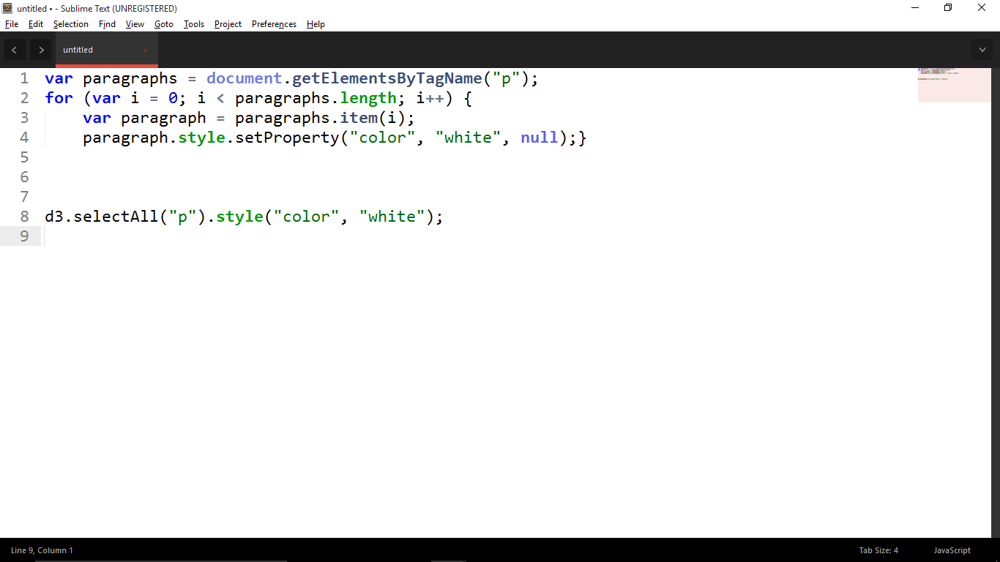 untitled • - Sublime Text (UNREGISTERED)
File Edit Selection Find View Goto Tools Project Preferences Help
untitled
1 var paragraphs = document.getElementsByTagName("p");
2 for (var i = 0; i < paragraphs.length; i++) {
3     var paragraph = paragraphs.item(i);
4     paragraph.style.setProperty("color", "white", null);}
5
6
7
8 d3.selectAll("p").style("color", "white");
9
Line 9, Column 1 Tab Size: 4 JavaScript